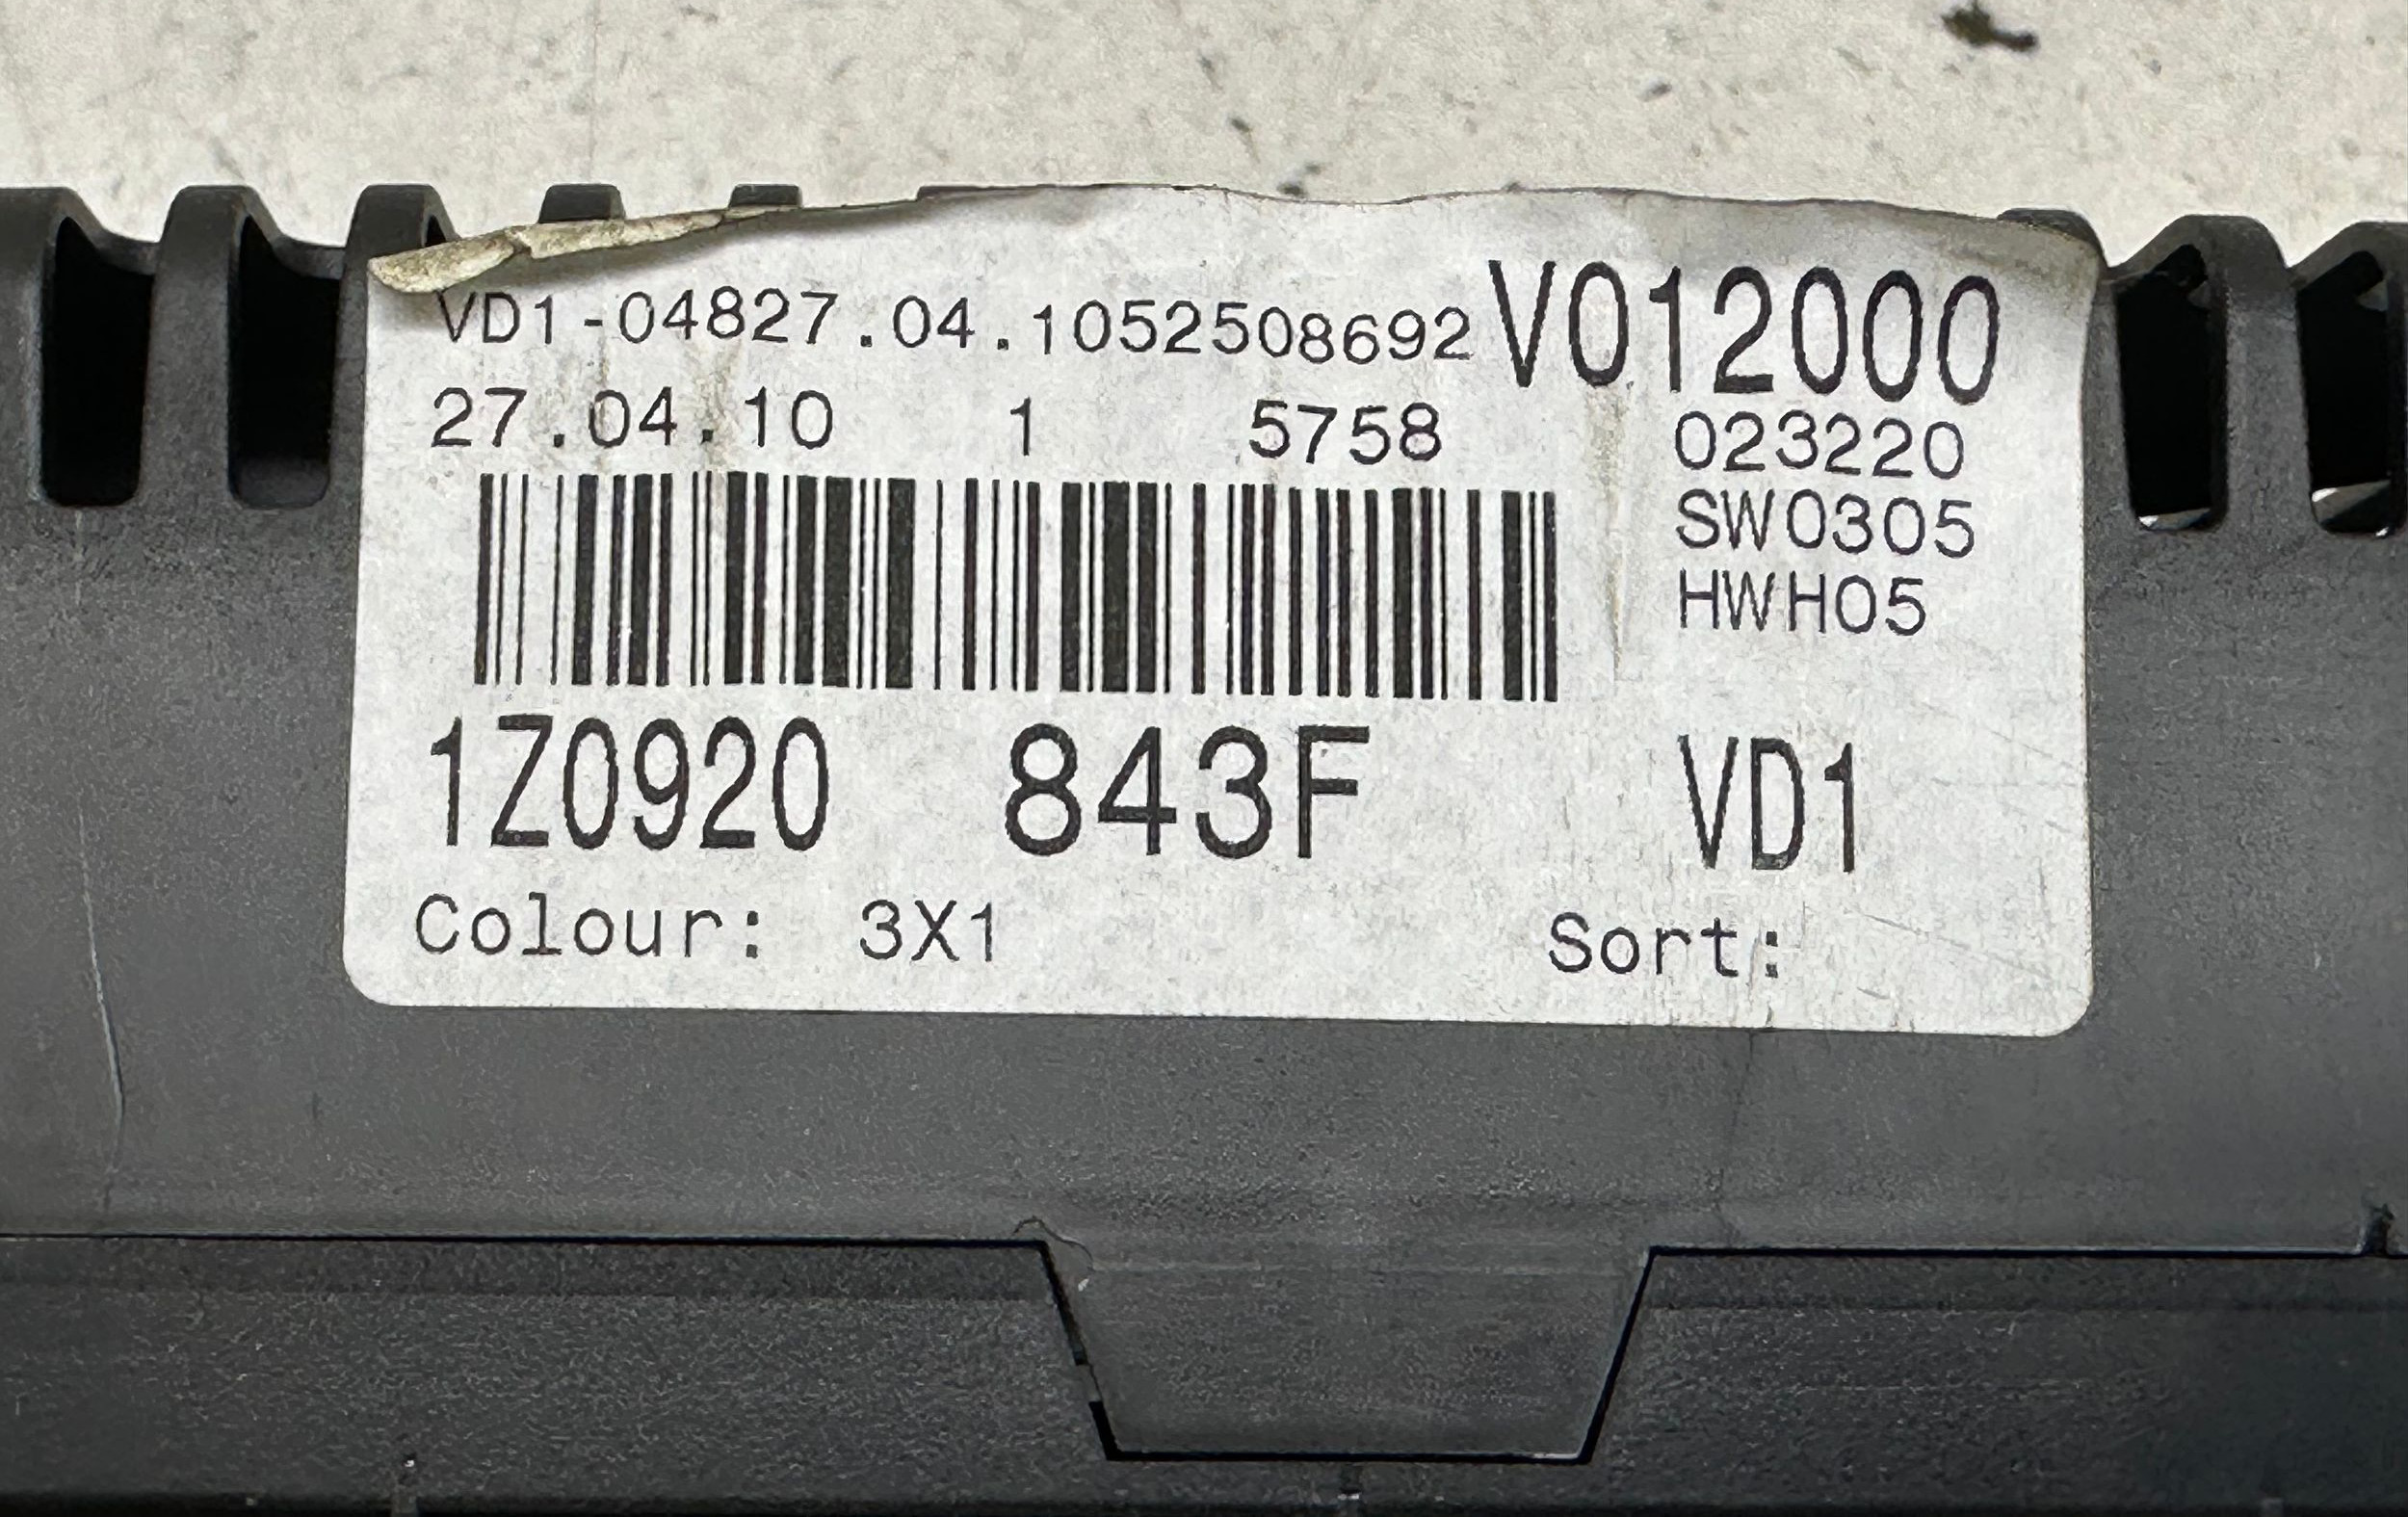 VD1-04827.04.1052508692 V012000
27.04.10 1 5758 023220
SW0305
HWH05
1Z0920 843F VD1
Colour: 3X1 Sort: